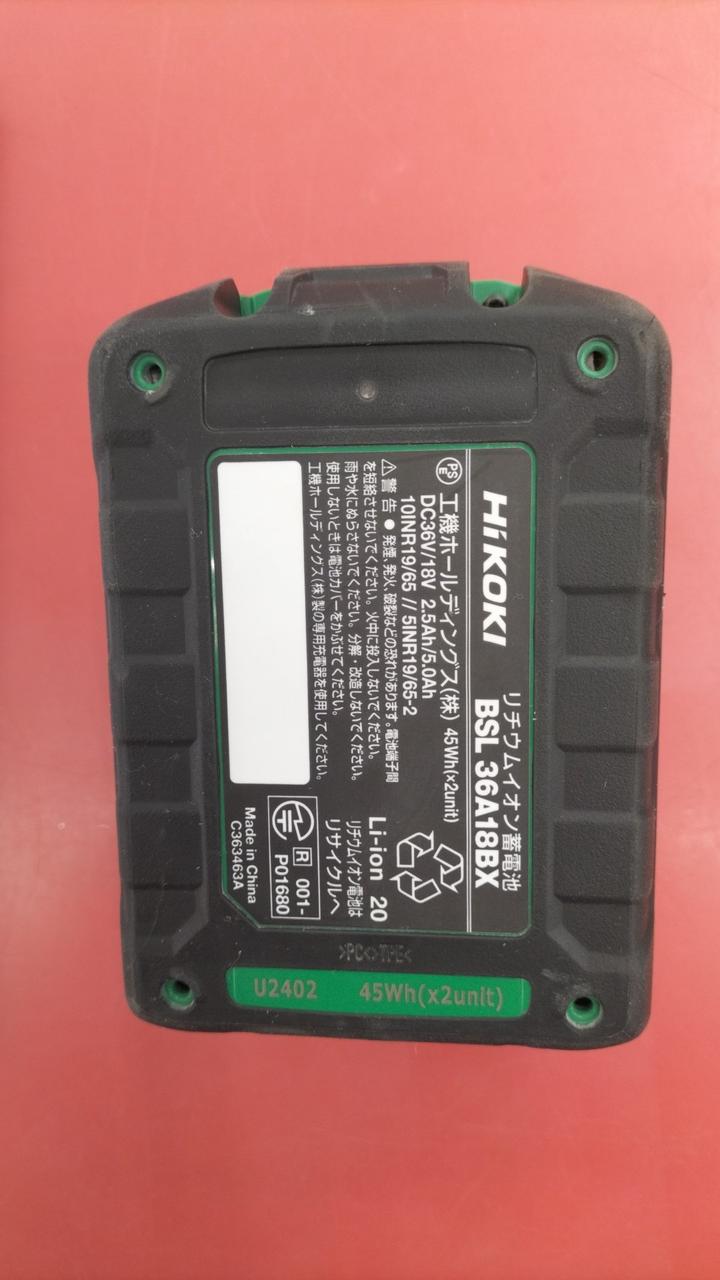 HiKOKI
リチウムイオン蓄電池
BSL 36A18BX
PSE 工機ホールディングス(株) 45Wh(×2unit)
DC36V/18V 2.5Ah/5.0Ah
10INR19/65 // 5INR19/65-2
⚠警告 ● 発煙、発火、破裂などの恐れがあります。電池端子間
を短絡させないでください。火中に投入しないでください。
雨や水にぬらさないでください。分解・改造しないでください。
使用しないときは電池カバーをかぶせてください。
工機ホールディングス(株)製の専用充電器を使用してください。
Li-ion 20
リチウムイオン電池は
リサイクルへ
R 001-
P01680
Made in China
C363463A
>PC<>TPE<
U2402 45Wh(x2unit)